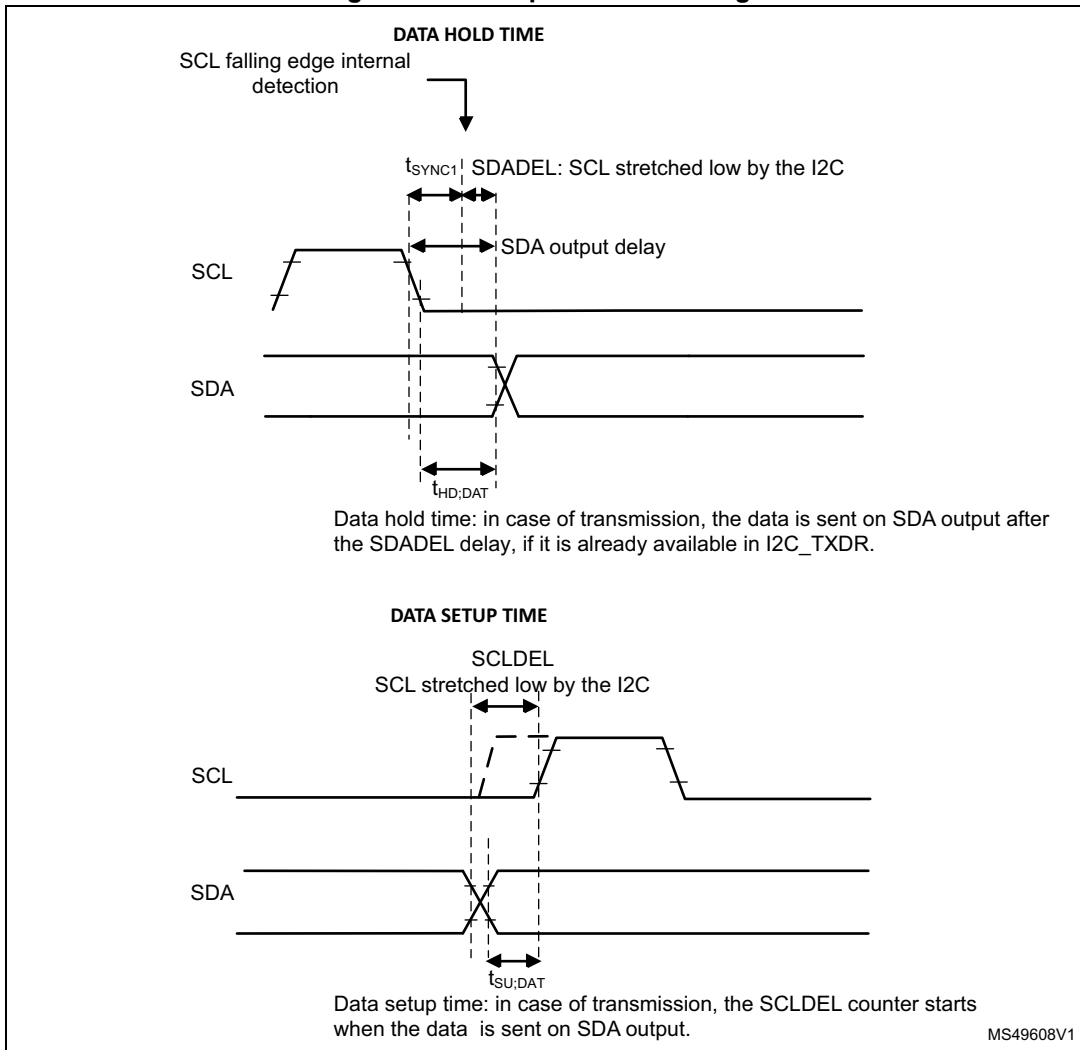 DATA HOLD TIME
SCL falling edge internal
detection
tSYNC1 SDADEL: SCL stretched low by the I2C
SDA output delay
SCL
SDA
tHD;DAT
Data hold time: in case of transmission, the data is sent on SDA output after
the SDADEL delay, if it is already available in I2C_TXDR.
DATA SETUP TIME
SCLDEL
SCL stretched low by the I2C
SCL
SDA
tSU;DAT
Data setup time: in case of transmission, the SCLDEL counter starts
when the data is sent on SDA output.
MS49608V1